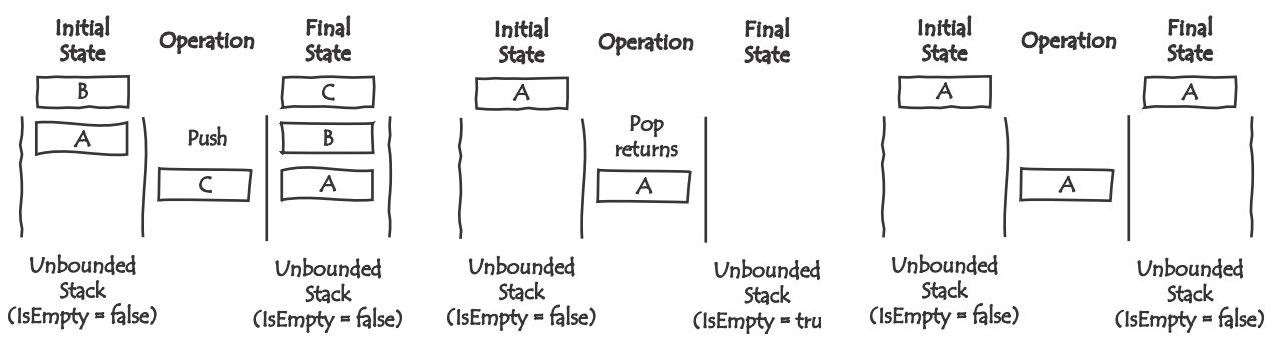 Initial
State
Operation
Final
State
B
A
Push
C
C
B
A
Unbounded
Stack
(IsEmpty = false)
Unbounded
Stack
(IsEmpty = false)
Initial
State
Operation
Final
State
A
Pop
returns
A
Unbounded
Stack
(IsEmpty = false)
Unbounded
Stack
(IsEmpty = tru
Initial
State
Operation
Final
State
A
A
A
Unbounded
Stack
(IsEmpty = false)
Unbounded
Stack
(IsEmpty = false)